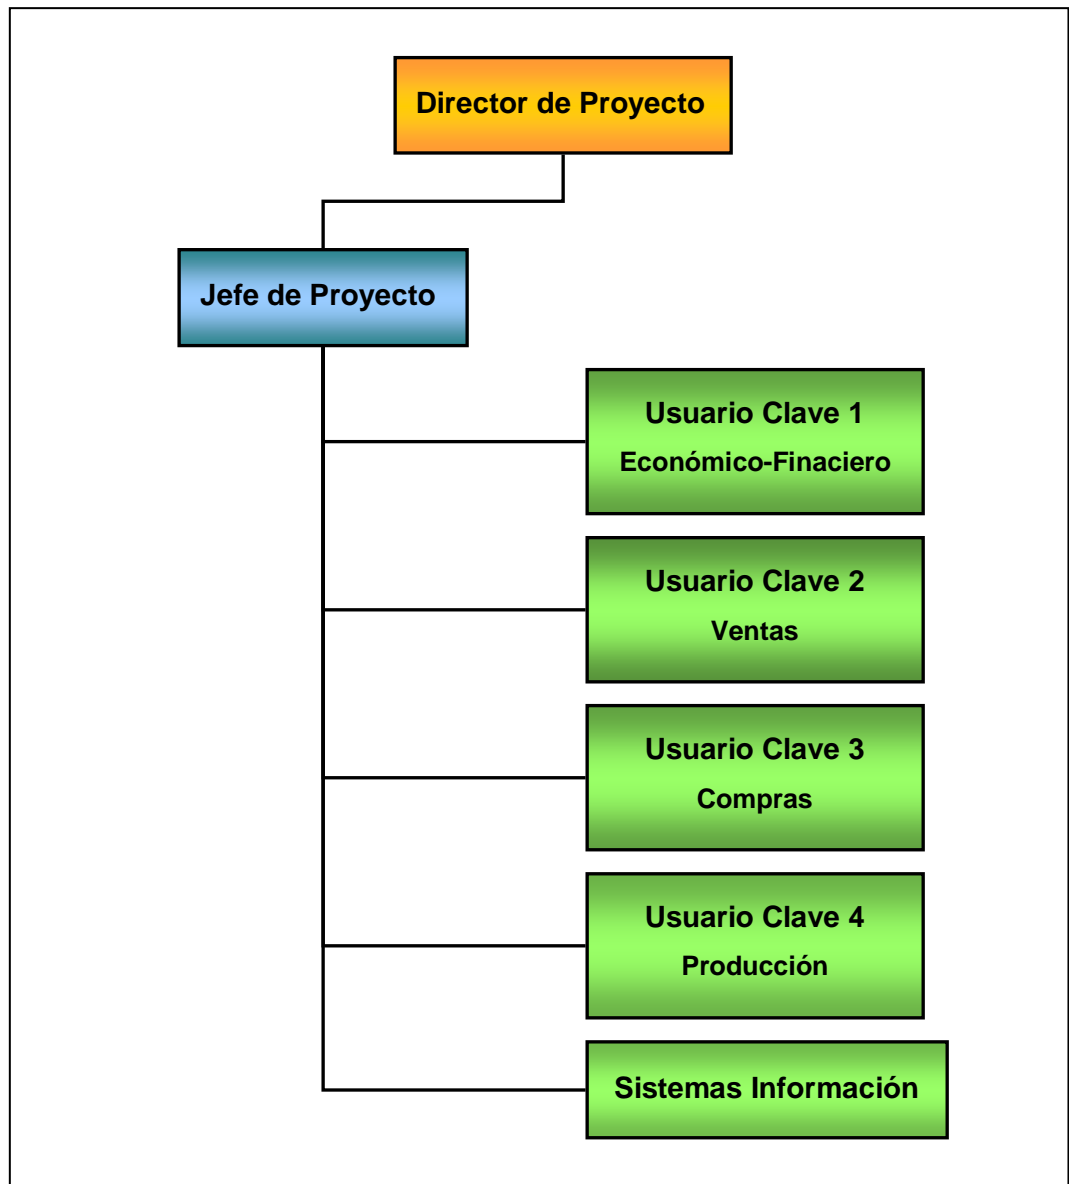 Director de Proyecto
Jefe de Proyecto
Usuario Clave 1
Económico-Finaciero
Usuario Clave 2
Ventas
Usuario Clave 3
Compras
Usuario Clave 4
Producción
Sistemas Información